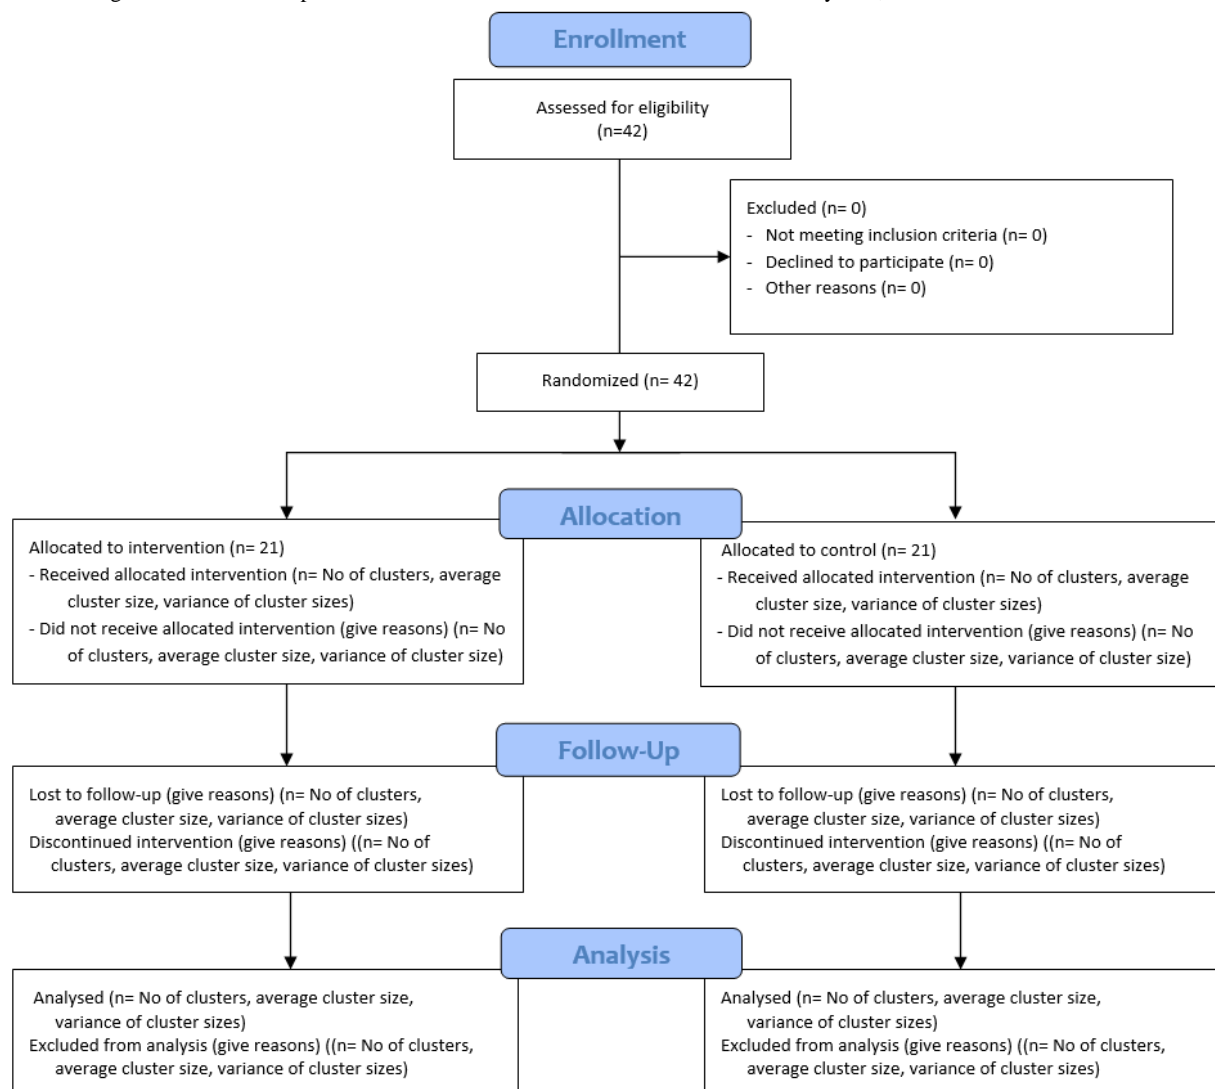 Enrollment
Assessed for eligibility
(n=42)
Excluded (n= 0)
- Not meeting inclusion criteria (n= 0)
- Declined to participate (n= 0)
- Other reasons (n= 0)
Randomized (n= 42)
Allocation
Allocated to intervention (n= 21)
- Received allocated intervention (n= No of clusters, average
cluster size, variance of cluster sizes)
- Did not receive allocated intervention (give reasons) (n= No
of clusters, average cluster size, variance of cluster size)
Allocated to control (n= 21)
- Received allocated intervention (n= No of clusters, average
cluster size, variance of cluster sizes)
- Did not receive allocated intervention (give reasons) (n= No
of clusters, average cluster size, variance of cluster size)
Follow-Up
Lost to follow-up (give reasons) (n= No of clusters,
average cluster size, variance of cluster sizes)
Discontinued intervention (give reasons) ((n= No of
clusters, average cluster size, variance of cluster sizes)
Lost to follow-up (give reasons) (n= No of clusters,
average cluster size, variance of cluster sizes)
Discontinued intervention (give reasons) ((n= No of
clusters, average cluster size, variance of cluster sizes)
Analysis
Analysed (n= No of clusters, average cluster size,
variance of cluster sizes)
Excluded from analysis (give reasons) ((n= No of clusters,
average cluster size, variance of cluster sizes)
Analysed (n= No of clusters, average cluster size,
variance of cluster sizes)
Excluded from analysis (give reasons) ((n= No of clusters,
average cluster size, variance of cluster sizes)